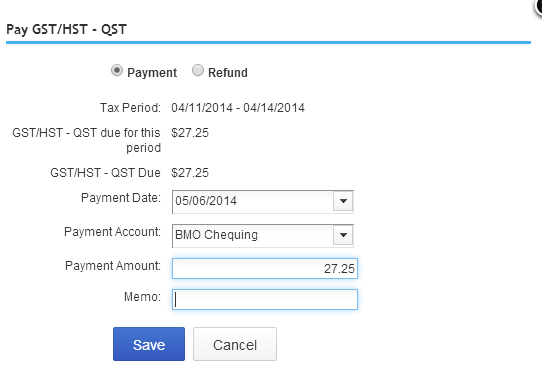 Pay GST/HST - QST
Payment Refund
Tax Period: 04/11/2014 - 04/14/2014
GST/HST - QST due for this $27.25
period
GST/HST - QST Due $27.25
Payment Date: 05/06/2014
Payment Account: BMO Chequing
Payment Amount: 27.25
Memo:
Save Cancel